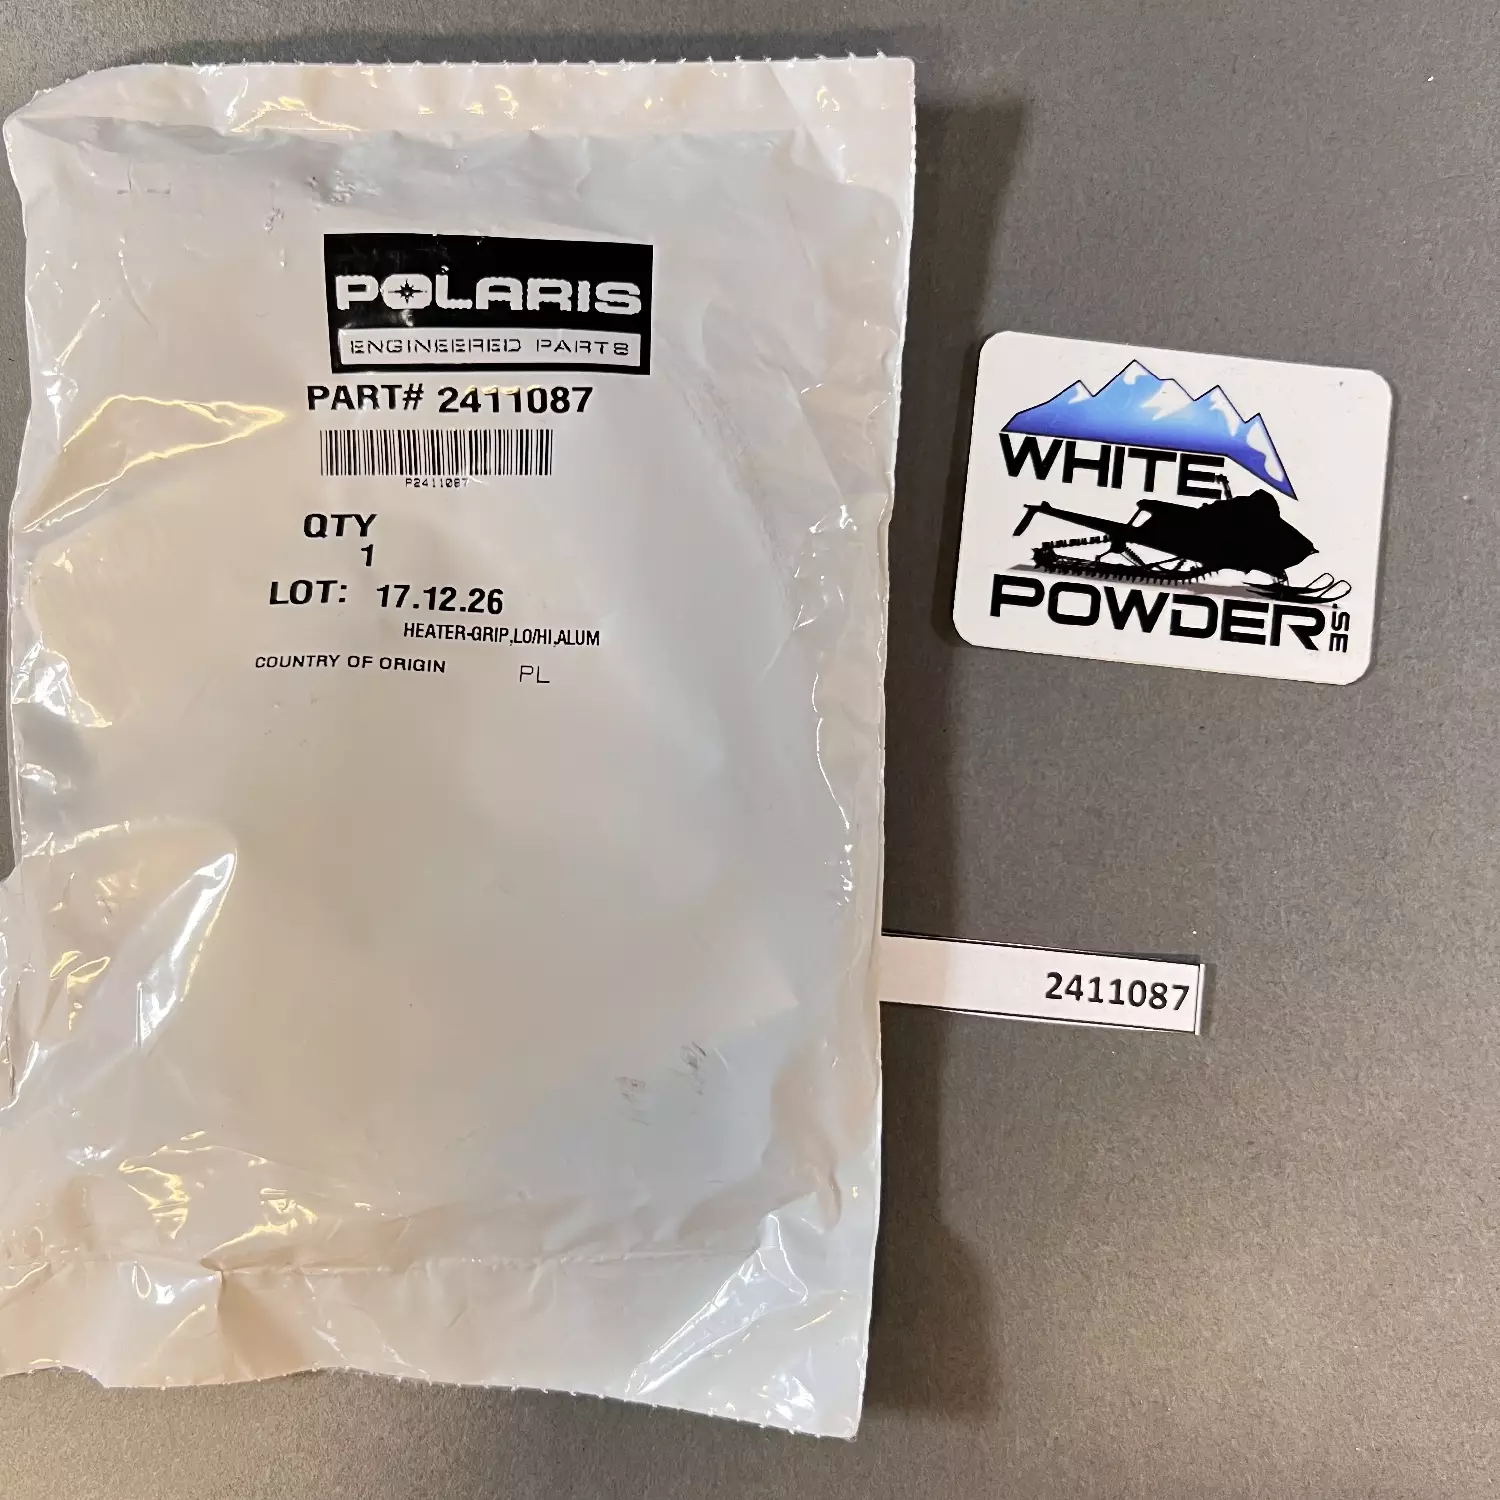 POLARIS
ENGINEERED PARTS
PART# 2411087
P2411087
QTY
1
LOT: 17.12.26
HEATER-GRIP,LO/HI,ALUM
COUNTRY OF ORIGIN PL
WHITE
POWDER.SE
2411087